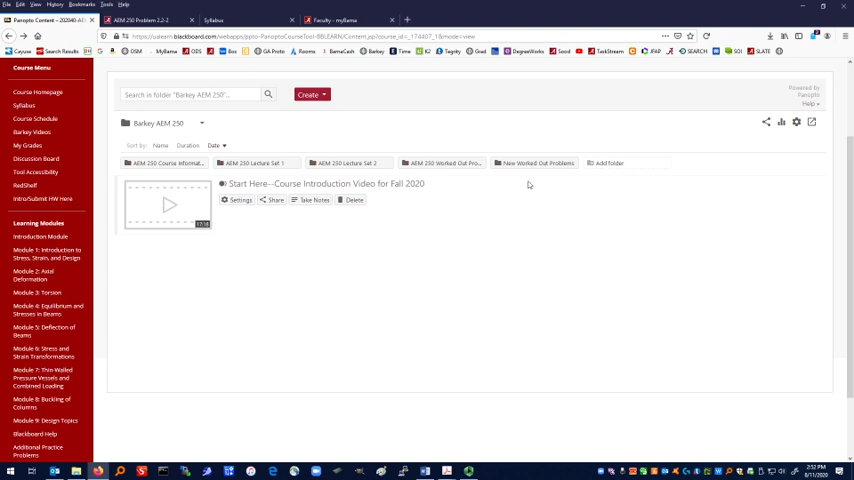 File Edit View History Bookmarks Tools Help
Panopto Content – 202040-AE
AEM 250 Problem 2.2-2
Syllabus
Faculty - myBama
https://ualearn.blackboard.com/webapps/ppto-PanoptoCourseTool-BBLEARN/Content.jsp?course_id=_174407_1&mode=view
Cayuse Search Results OSM MyBama ODS Box GA Proto Rooms BamaCash Barkey Etime K2 Tegrity Grad DegreeWorks Sood TaskStream JFAP SEARCH SOI SLATE
Course Menu
Course Homepage
Syllabus
Course Schedule
Barkey Videos
My Grades
Discussion Board
Tool Accessibility
RedShelf
Intro/Submit HW Here
Learning Modules
Introduction Module
Module 1: Introduction to
Stress, Strain, and Design
Module 2: Axial
Deformation
Module 3: Torsion
Module 4: Equilibrium and
Stresses in Beams
Module 5: Deflection of
Beams
Module 6: Stress and
Strain Transformations
Module 7: Thin-Walled
Pressure Vessels and
Combined Loading
Module 8: Buckling of
Columns
Module 9: Design Topics
Blackboard Help
Additional Practice
Problems
Search in folder "Barkey AEM 250"...
Create
Powered by
Panopto
Help
Barkey AEM 250
Sort by: Name Duration Date
AEM 250 Course Informat...
AEM 250 Lecture Set 1
AEM 250 Lecture Set 2
AEM 250 Worked Out Pro...
New Worked Out Problems
Add folder
Start Here--Course Introduction Video for Fall 2020
Settings Share Take Notes Delete
17:18
2:52 PM
8/11/2020